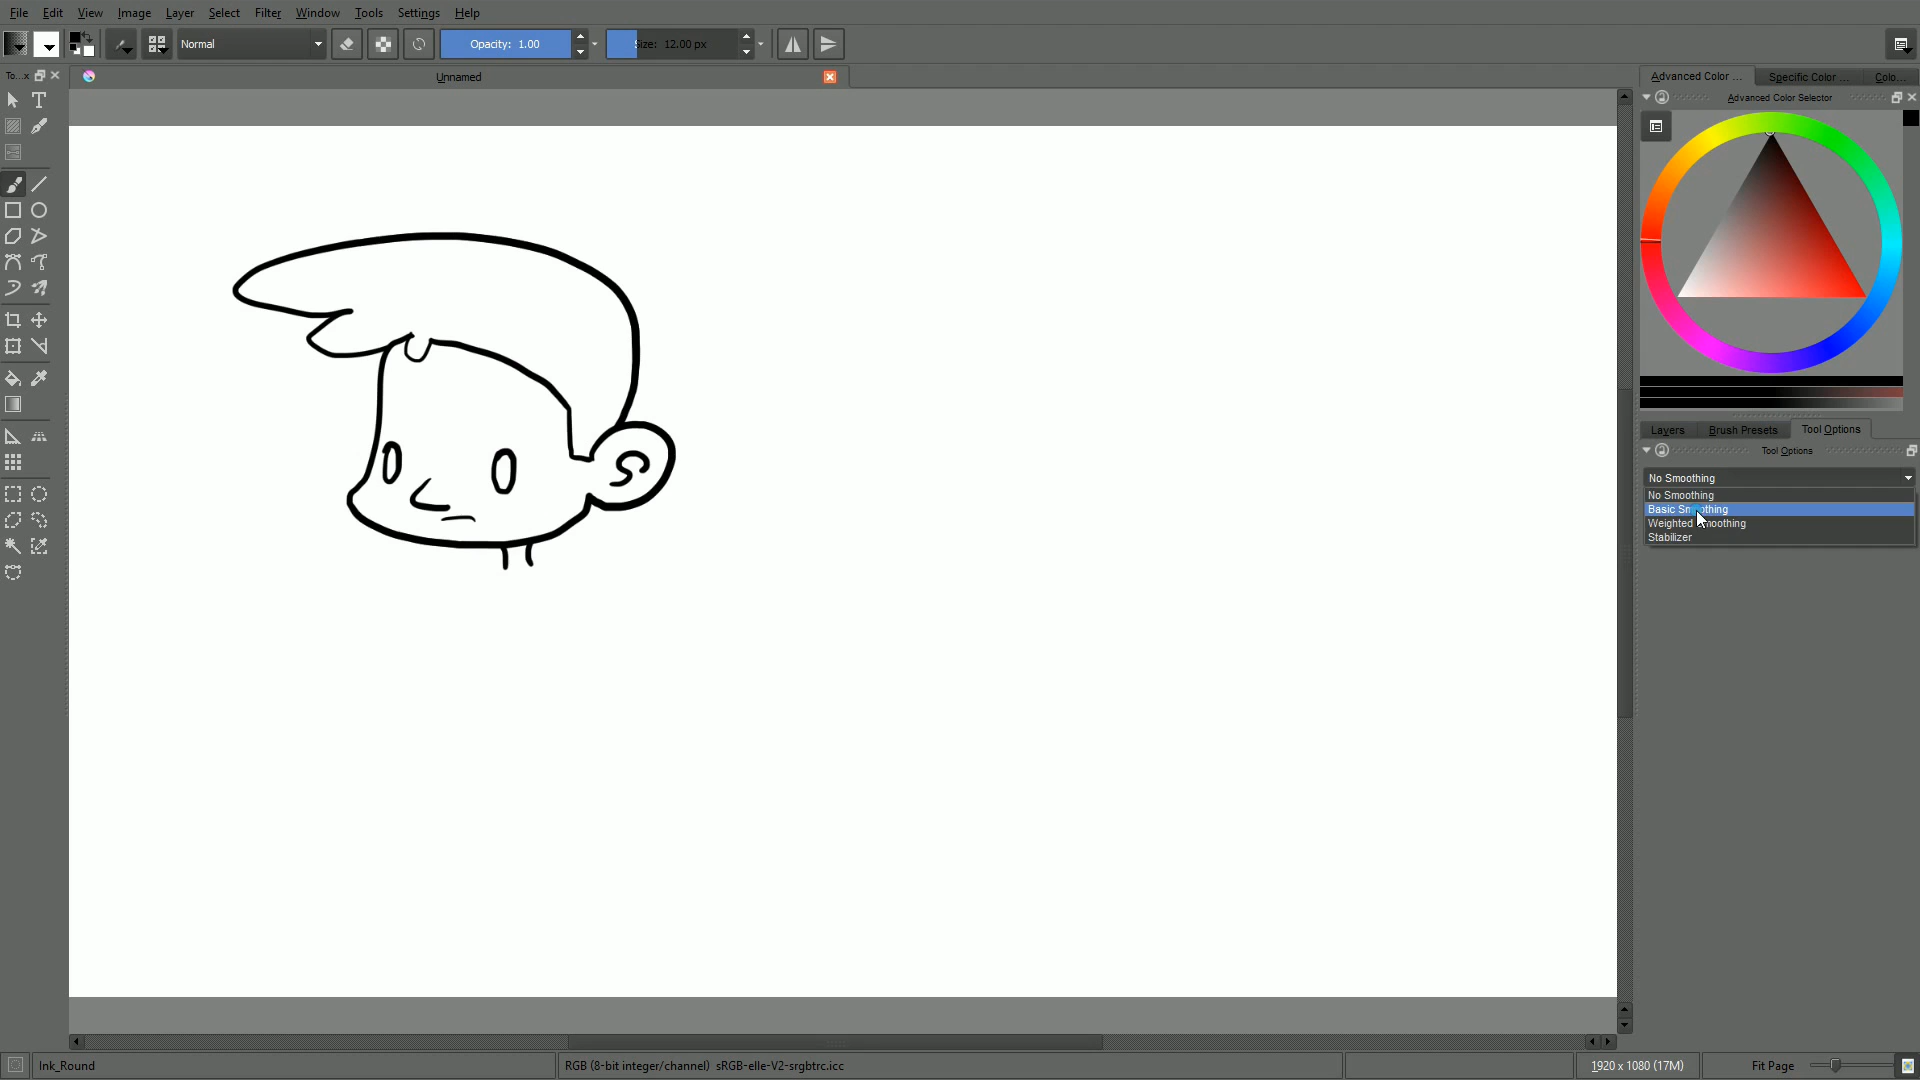 File Edit View Image Layer Select Filter Window Tools Settings Help
Normal Opacity: 1.00 Size: 12.00 px
To...x
Unnamed
Advanced Color ... Specific Color ... Colo...
Advanced Color Selector
Layers Brush Presets Tool Options
Tool Options
No Smoothing
No Smoothing
Basic Smoothing
Weighted Smoothing
Stabilizer
Ink_Round RGB (8-bit integer/channel) sRGB-elle-V2-srgbtrc.icc 1920 x 1080 (17M) Fit Page